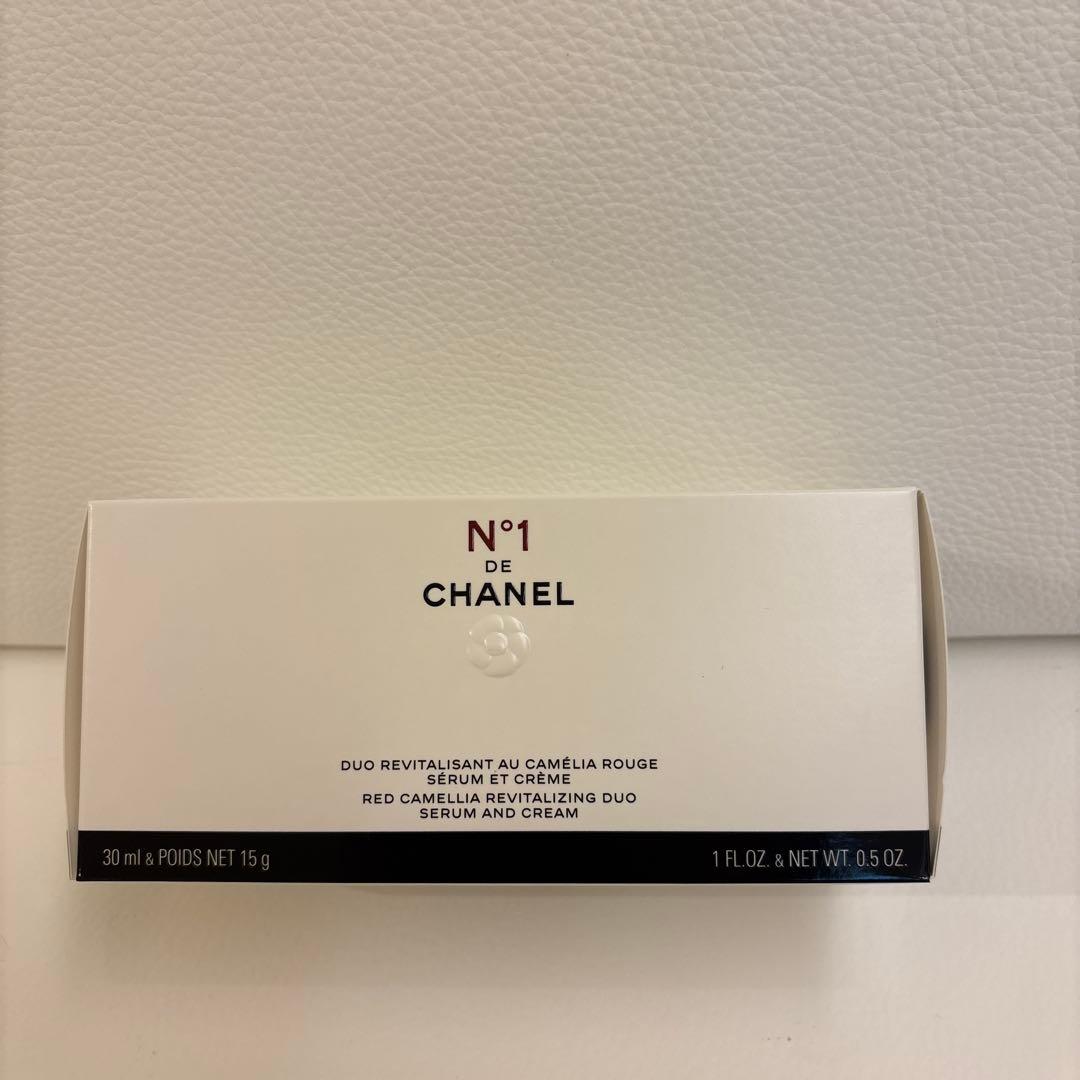 N°1
DE
CHANEL
DUO REVITALISANT AU CAMÉLIA ROUGE
SÉRUM ET CRÈME
RED CAMELLIA REVITALIZING DUO
SERUM AND CREAM
30 ml & POIDS NET 15 g
1 FL.OZ. & NET WT. 0.5 OZ.